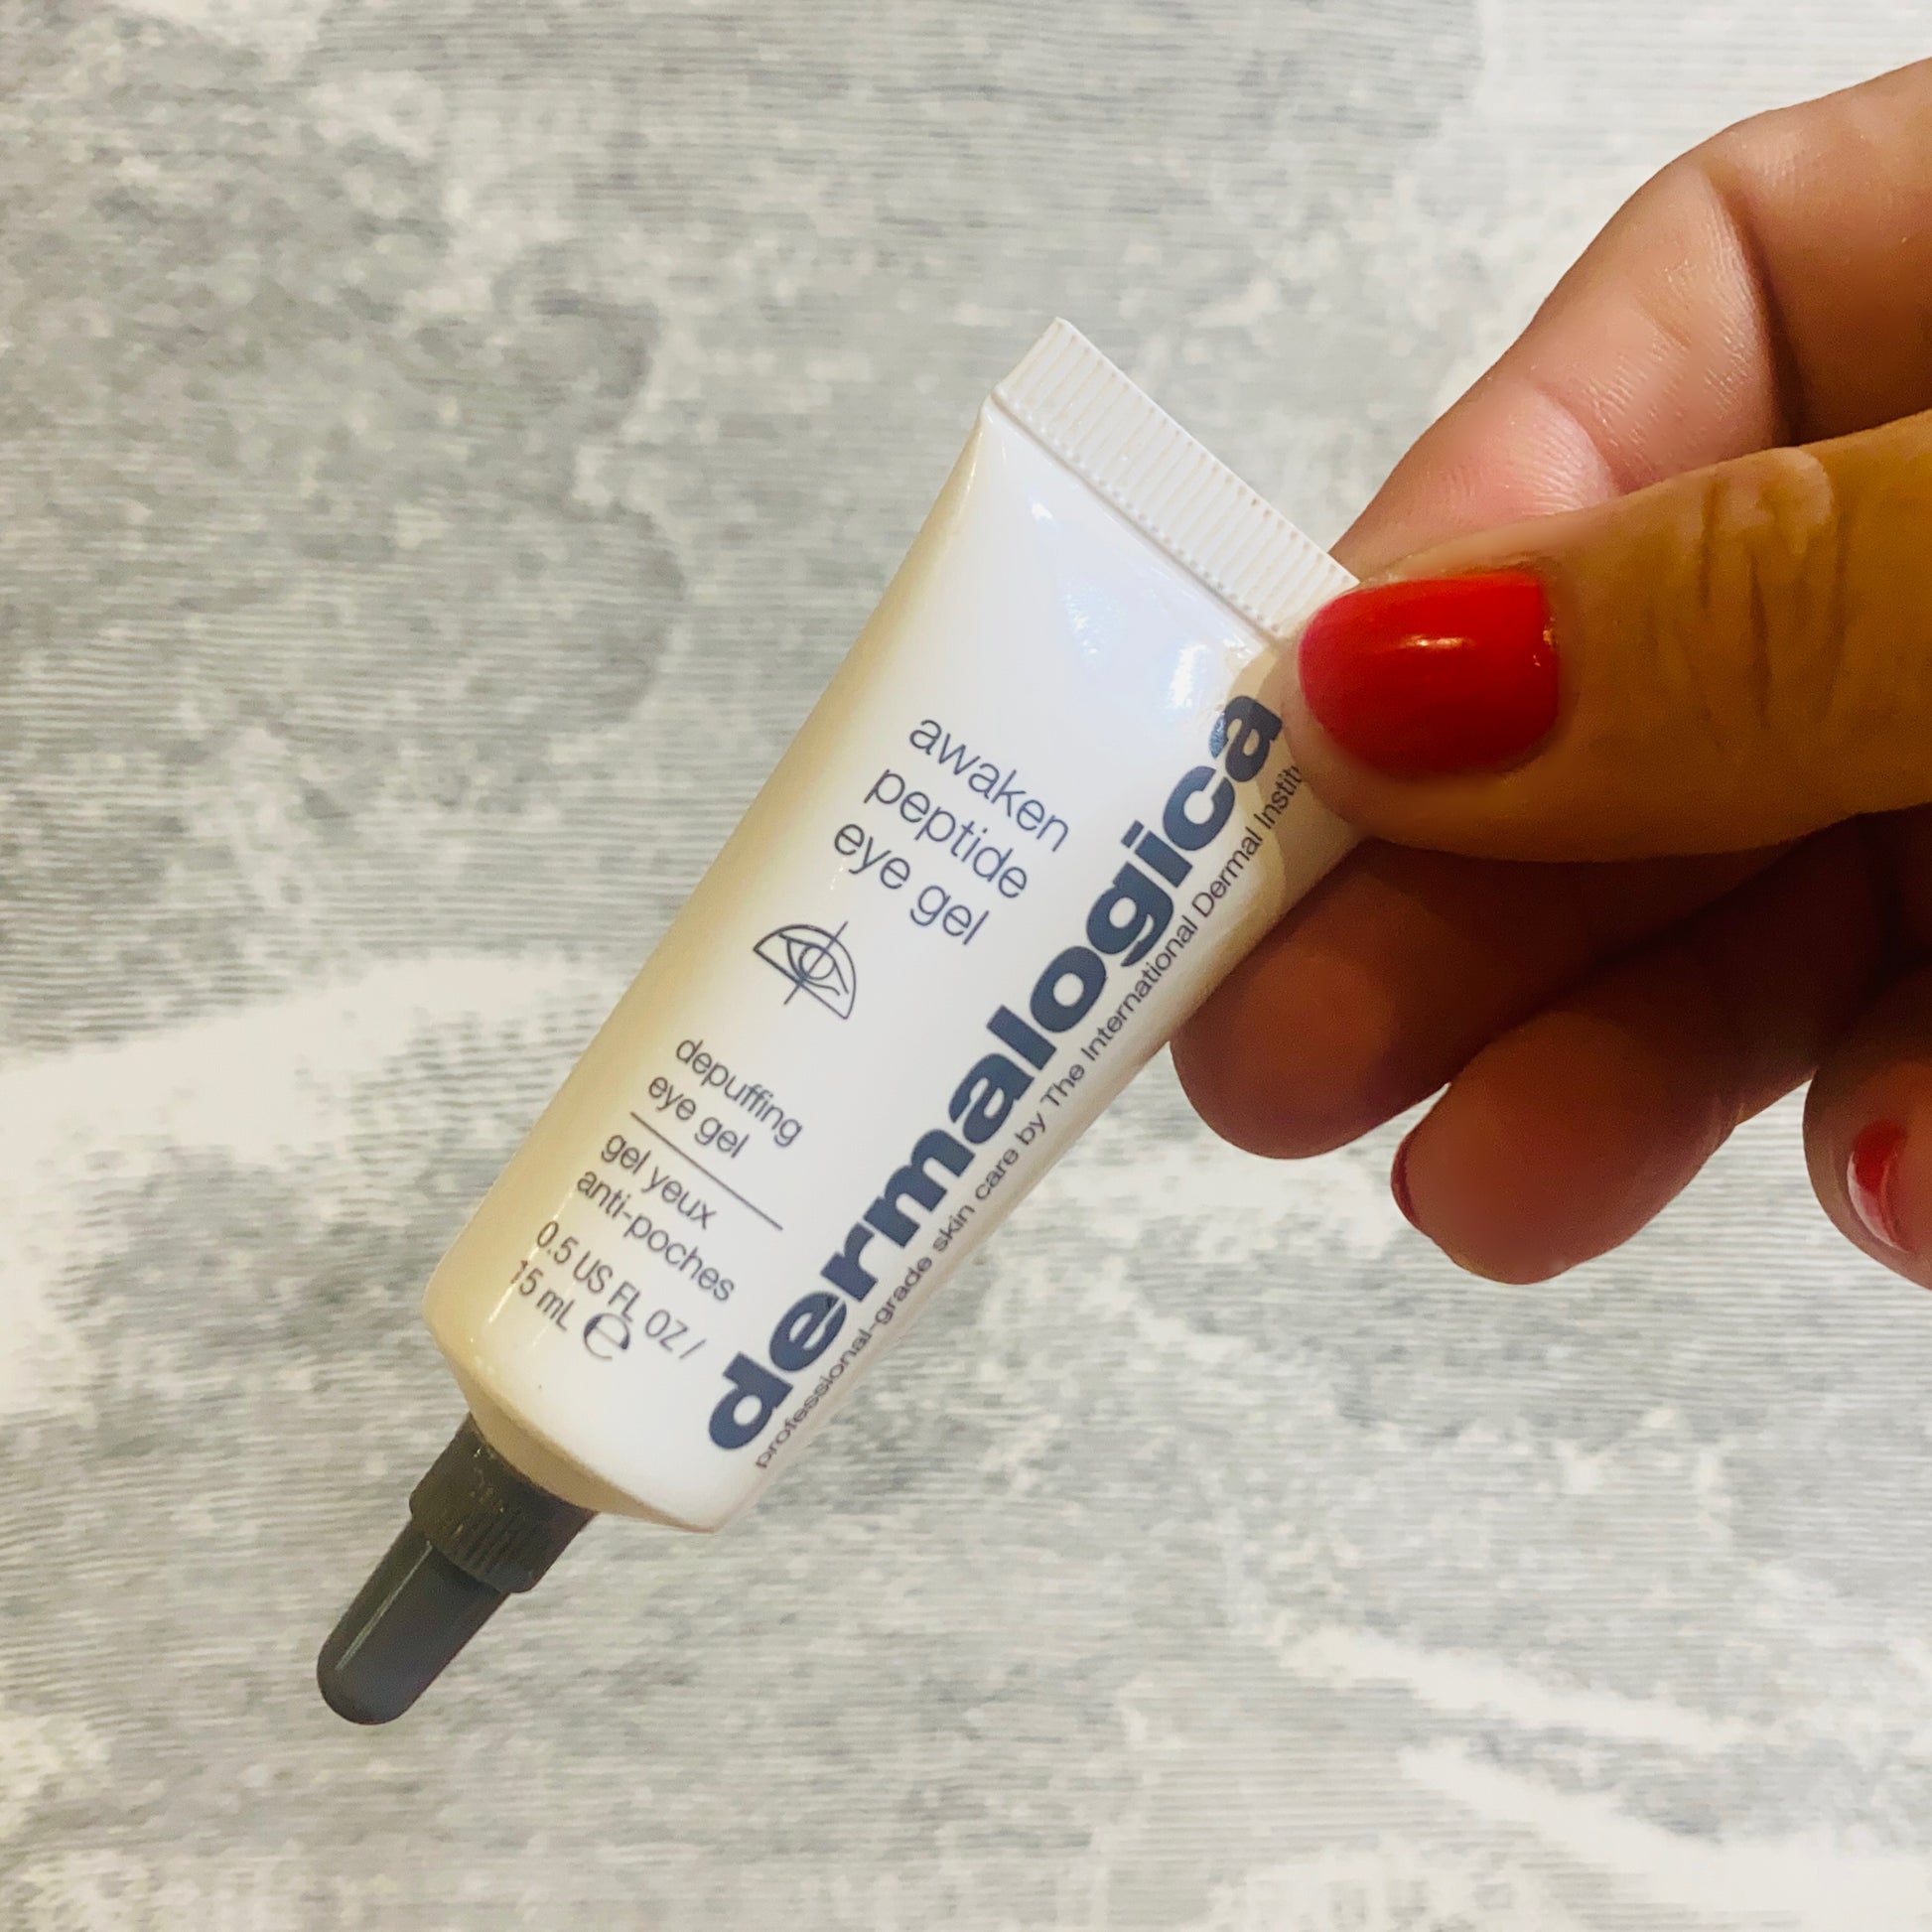 awaken
peptide
eye gel
depuffing
eye gel
gel yeux
anti-poches
0.5 US FL OZ /
15 mL ℮
dermalogica
professional-grade skin care by The International Dermal